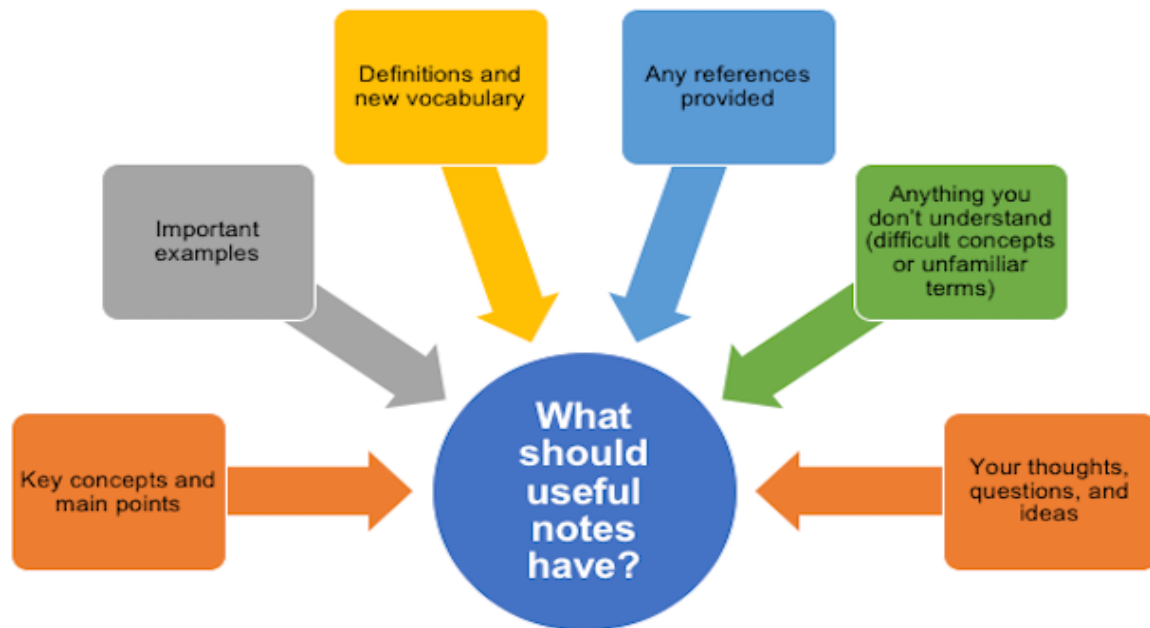 Definitions and
new vocabulary
Any references
provided
Important
examples
Anything you
don't understand
(difficult concepts
or unfamiliar
terms)
Key concepts and
main points
What
should
useful
notes
have?
Your thoughts,
questions, and
ideas